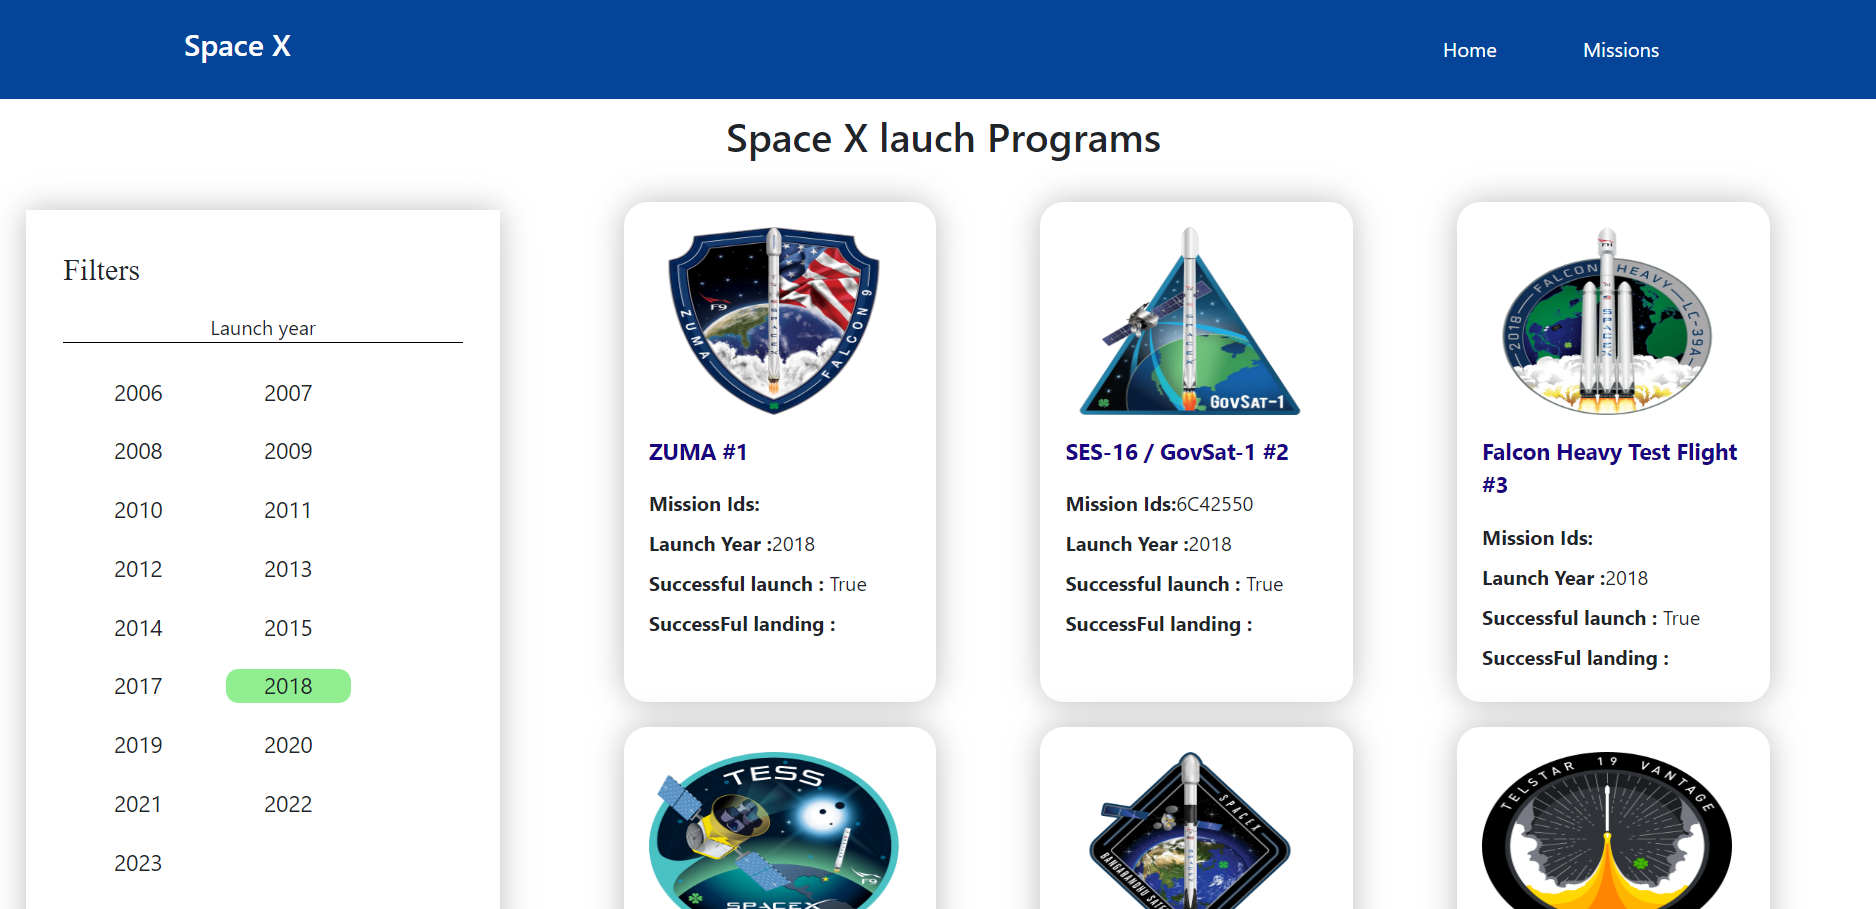 Space X
Home
Missions
Space X lauch Programs
Filters
Launch year
2006 2007
2008 2009
2010 2011
2012 2013
2014 2015
2017 2018
2019 2020
2021 2022
2023
ZUMA
F9
SPACEX
FALCON 9
ZUMA #1
Mission Ids:
Launch Year :2018
Successful launch : True
SuccessFul landing :
SPACEX
GOVSAT-1
SES-16 / GovSat-1 #2
Mission Ids:6C42550
Launch Year :2018
Successful launch : True
SuccessFul landing :
2018 FALCON HEAVY LC-39A
FH
SPACEX
Falcon Heavy Test Flight
#3
Mission Ids:
Launch Year :2018
Successful launch : True
SuccessFul landing :
TESS
F9
SPACEX
SPACEX
TELSTAR 19 VANTAGE